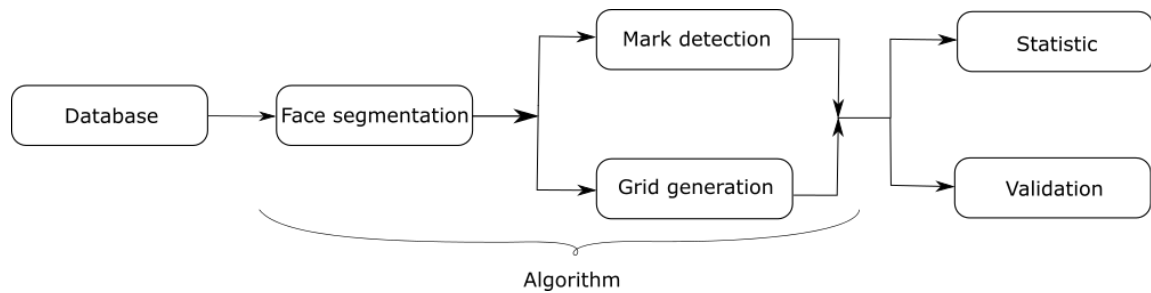 Database
Face segmentation
Mark detection
Grid generation
Statistic
Validation
Algorithm